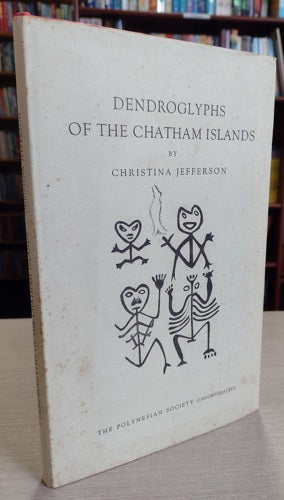 DENDROGLYPHS
OF THE CHATHAM ISLANDS
BY
CHRISTINA JEFFERSON
THE POLYNESIAN SOCIETY (INCORPORATED)